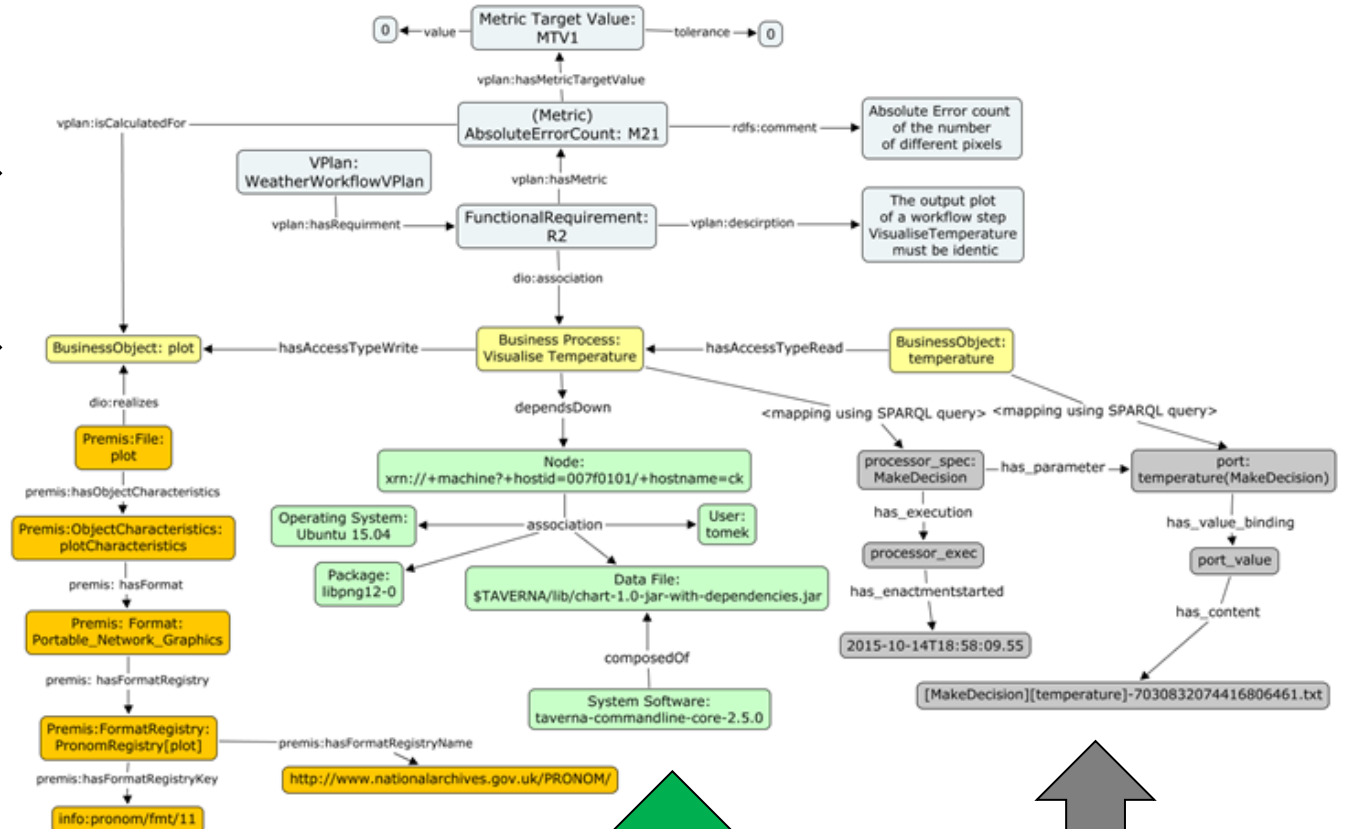 Metric Target Value:
MTV1
0
value
tolerance
0
vplan:hasMetricTargetValue
vplan:isCalculatedFor
(Metric)
AbsoluteErrorCount: M21
rdfs:comment
Absolute Error count
of the number
of different pixels
VPlan:
WeatherWorkflowVPlan
vplan:hasMetric
vplan:hasRequirment
FunctionalRequirement:
R2
vplan:descirption
The output plot
of a workflow step
VisualiseTemperature
must be identic
dio:association
BusinessObject: plot
hasAccessTypeWrite
Business Process:
Visualise Temperature
hasAccessTypeRead
BusinessObject:
temperature
dio:realizes
dependsDown
<mapping using SPARQL query>
<mapping using SPARQL query>
Premis:File:
plot
Node:
xrn://+machine?+hostid=007f0101/+hostname=ck
processor_spec:
MakeDecision
has_parameter
port:
temperature(MakeDecision)
premis:hasObjectCharacteristics
Premis:ObjectCharacteristics:
plotCharacteristics
Operating System:
Ubuntu 15.04
association
User:
tomek
has_execution
has_value_binding
processor_exec
port_value
premis: hasFormat
Package:
libpng12-0
Data File:
$TAVERNA/lib/chart-1.0-jar-with-dependencies.jar
has_enactmentstarted
has_content
Premis: Format:
Portable_Network_Graphics
2015-10-14T18:58:09.55
composedOf
premis: hasFormatRegistry
System Software:
taverna-commandline-core-2.5.0
[MakeDecision][temperature]-7030832074416806461.txt
Premis:FormatRegistry:
PronomRegistry[plot]
premis:hasFormatRegistryName
http://www.nationalarchives.gov.uk/PRONOM/
premis:hasFormatRegistryKey
info:pronom/fmt/11